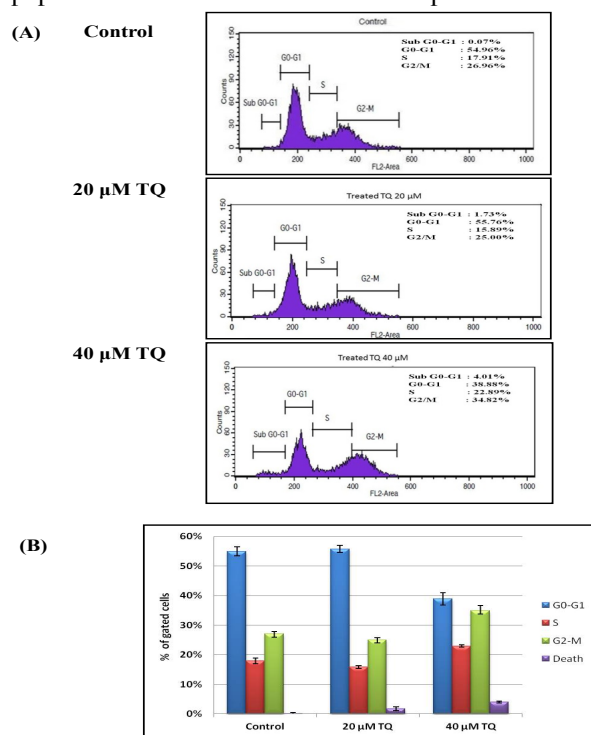 (A) Control
Control
Sub G0-G1 : 0.07%
G0-G1 : 54.96%
S : 17.91%
G2/M : 26.96%
G0-G1
S
G2-M
Sub G0-G1
Counts
0 30 60 90 120 150
0 200 400 600 800 1000
FL2-Area
20 µM TQ
Treated TQ 20 µM
Sub G0-G1 : 1.73%
G0-G1 : 55.76%
S : 15.89%
G2/M : 25.00%
G0-G1
S
G2-M
Sub G0-G1
Counts
0 30 60 90 120 150
0 200 400 600 800 1000
FL2-Area
40 µM TQ
Treated TQ 40 µM
Sub G0-G1 : 4.01%
G0-G1 : 38.88%
S : 22.89%
G2/M : 34.82%
G0-G1
S
G2-M
Sub G0-G1
Counts
0 30 60 90 120 150
0 200 400 600 800 1000
FL2-Area
(B)
60%
50%
40%
30%
20%
10%
0%
% of gated cells
G0-G1
S
G2-M
Death
Control 20 µM TQ 40 µM TQ